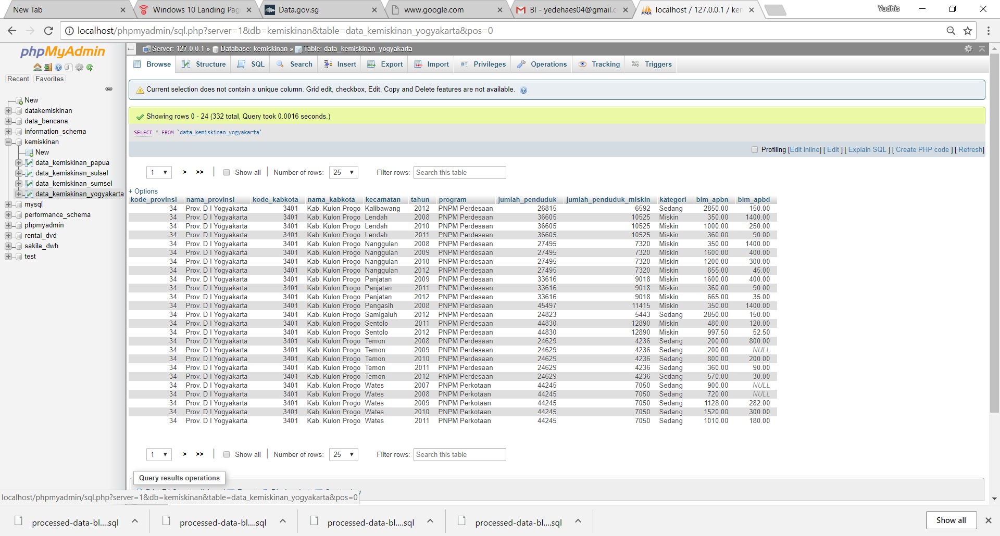 New Tab
Windows 10 Landing Pag
Data.gov.sg
www.google.com
BI - yedehaes04@gmail.c
localhost / 127.0.0.1 / ken
Yudhis
localhost/phpmyadmin/sql.php?server=1&db=kemiskinan&table=data_kemiskinan_yogyakarta&pos=0
phpMyAdmin
Recent Favorites
New
datakemiskinan
data_bencana
information_schema
kemiskinan
New
data_kemiskinan_papua
data_kemiskinan_sulsel
data_kemiskinan_sumsel
data_kemiskinan_yogyakarta
mysql
performance_schema
phpmyadmin
rental_dvd
sakila_dwh
test
Server: 127.0.0.1 » Database: kemiskinan » Table: data_kemiskinan_yogyakarta
Browse Structure SQL Search Insert Export Import Privileges Operations Tracking Triggers
Current selection does not contain a unique column. Grid edit, checkbox, Edit, Copy and Delete features are not available.
Showing rows 0 - 24 (332 total, Query took 0.0016 seconds.)
SELECT * FROM `data_kemiskinan_yogyakarta`
Profiling [Edit inline] [ Edit ] [ Explain SQL ] [ Create PHP code ] [ Refresh]
1 > >> Show all Number of rows: 25 Filter rows: Search this table
+ Options
kode_provinsi nama_provinsi kode_kabkota nama_kabkota kecamatan tahun program jumlah_penduduk jumlah_penduduk_miskin kategori blm_apbn blm_apbd
34 Prov. D I Yogyakarta 3401 Kab. Kulon Progo Kalibawang 2012 PNPM Perdesaan 26815 6592 Sedang 2850.00 150.00
34 Prov. D I Yogyakarta 3401 Kab. Kulon Progo Lendah 2008 PNPM Perdesaan 36605 10525 Miskin 350.00 1400.00
34 Prov. D I Yogyakarta 3401 Kab. Kulon Progo Lendah 2010 PNPM Perdesaan 36605 10525 Miskin 1000.00 250.00
34 Prov. D I Yogyakarta 3401 Kab. Kulon Progo Lendah 2011 PNPM Perdesaan 36605 10525 Miskin 360.00 90.00
34 Prov. D I Yogyakarta 3401 Kab. Kulon Progo Nanggulan 2008 PNPM Perdesaan 27495 7320 Miskin 350.00 1400.00
34 Prov. D I Yogyakarta 3401 Kab. Kulon Progo Nanggulan 2009 PNPM Perdesaan 27495 7320 Miskin 1600.00 400.00
34 Prov. D I Yogyakarta 3401 Kab. Kulon Progo Nanggulan 2010 PNPM Perdesaan 27495 7320 Miskin 1200.00 300.00
34 Prov. D I Yogyakarta 3401 Kab. Kulon Progo Nanggulan 2012 PNPM Perdesaan 27495 7320 Miskin 855.00 45.00
34 Prov. D I Yogyakarta 3401 Kab. Kulon Progo Panjatan 2009 PNPM Perdesaan 33616 9018 Miskin 1600.00 400.00
34 Prov. D I Yogyakarta 3401 Kab. Kulon Progo Panjatan 2011 PNPM Perdesaan 33616 9018 Miskin 360.00 90.00
34 Prov. D I Yogyakarta 3401 Kab. Kulon Progo Panjatan 2012 PNPM Perdesaan 33616 9018 Miskin 665.00 35.00
34 Prov. D I Yogyakarta 3401 Kab. Kulon Progo Pengasih 2008 PNPM Perdesaan 45497 11415 Miskin 350.00 1400.00
34 Prov. D I Yogyakarta 3401 Kab. Kulon Progo Samigaluh 2012 PNPM Perdesaan 24823 5443 Sedang 2850.00 150.00
34 Prov. D I Yogyakarta 3401 Kab. Kulon Progo Sentolo 2011 PNPM Perdesaan 44830 12890 Miskin 480.00 120.00
34 Prov. D I Yogyakarta 3401 Kab. Kulon Progo Sentolo 2012 PNPM Perdesaan 44830 12890 Miskin 997.50 52.50
34 Prov. D I Yogyakarta 3401 Kab. Kulon Progo Temon 2008 PNPM Perdesaan 24629 4236 Sedang 200.00 800.00
34 Prov. D I Yogyakarta 3401 Kab. Kulon Progo Temon 2009 PNPM Perdesaan 24629 4236 Sedang 200.00 NULL
34 Prov. D I Yogyakarta 3401 Kab. Kulon Progo Temon 2010 PNPM Perdesaan 24629 4236 Sedang 800.00 200.00
34 Prov. D I Yogyakarta 3401 Kab. Kulon Progo Temon 2011 PNPM Perdesaan 24629 4236 Sedang 360.00 90.00
34 Prov. D I Yogyakarta 3401 Kab. Kulon Progo Temon 2012 PNPM Perdesaan 24629 4236 Sedang 570.00 30.00
34 Prov. D I Yogyakarta 3401 Kab. Kulon Progo Wates 2007 PNPM Perkotaan 44245 7050 Sedang 900.00 NULL
34 Prov. D I Yogyakarta 3401 Kab. Kulon Progo Wates 2008 PNPM Perkotaan 44245 7050 Sedang 720.00 NULL
34 Prov. D I Yogyakarta 3401 Kab. Kulon Progo Wates 2009 PNPM Perkotaan 44245 7050 Sedang 1128.00 282.00
34 Prov. D I Yogyakarta 3401 Kab. Kulon Progo Wates 2010 PNPM Perkotaan 44245 7050 Sedang 1520.00 300.00
34 Prov. D I Yogyakarta 3401 Kab. Kulon Progo Wates 2011 PNPM Perkotaan 44245 7050 Sedang 1010.00 180.00
1 > >> Show all Number of rows: 25 Filter rows: Search this table
Query results operations
localhost/phpmyadmin/sql.php?server=1&db=kemiskinan&table=data_kemiskinan_yogyakarta&pos=0
processed-data-bl....sql processed-data-bl....sql processed-data-bl....sql processed-data-bl....sql Show all